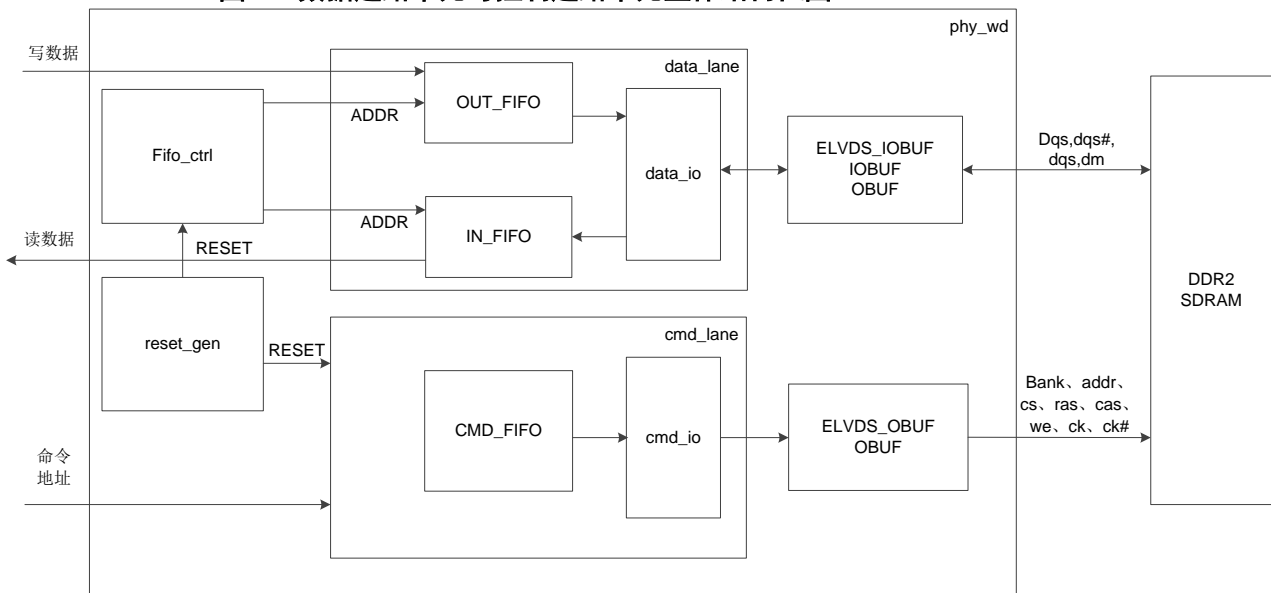 phy_wd
写数据
data_lane
OUT_FIFO
ADDR
Fifo_ctrl
data_io
ELVDS_IOBUF
IOBUF
OBUF
Dqs,dqs#,
dqs,dm
ADDR
IN_FIFO
读数据
RESET
DDR2
SDRAM
reset_gen
RESET
cmd_lane
CMD_FIFO
cmd_io
ELVDS_OBUF
OBUF
Bank、addr、
cs、ras、cas、
we、ck、ck#
命令
地址